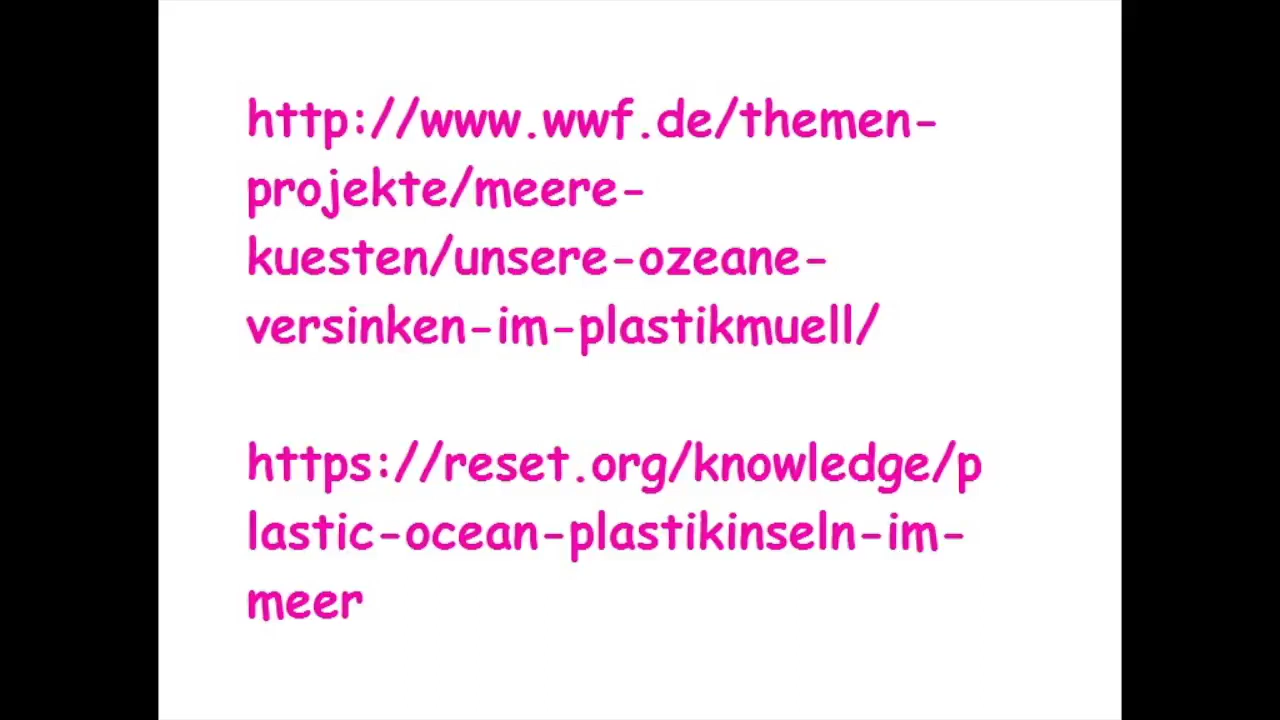 http://www.wwf.de/themen-
projekte/meere-
kuesten/unsere-ozeane-
versinken-im-plastikmuell/
https://reset.org/knowledge/p
lastic-ocean-plastikinseln-im-
meer